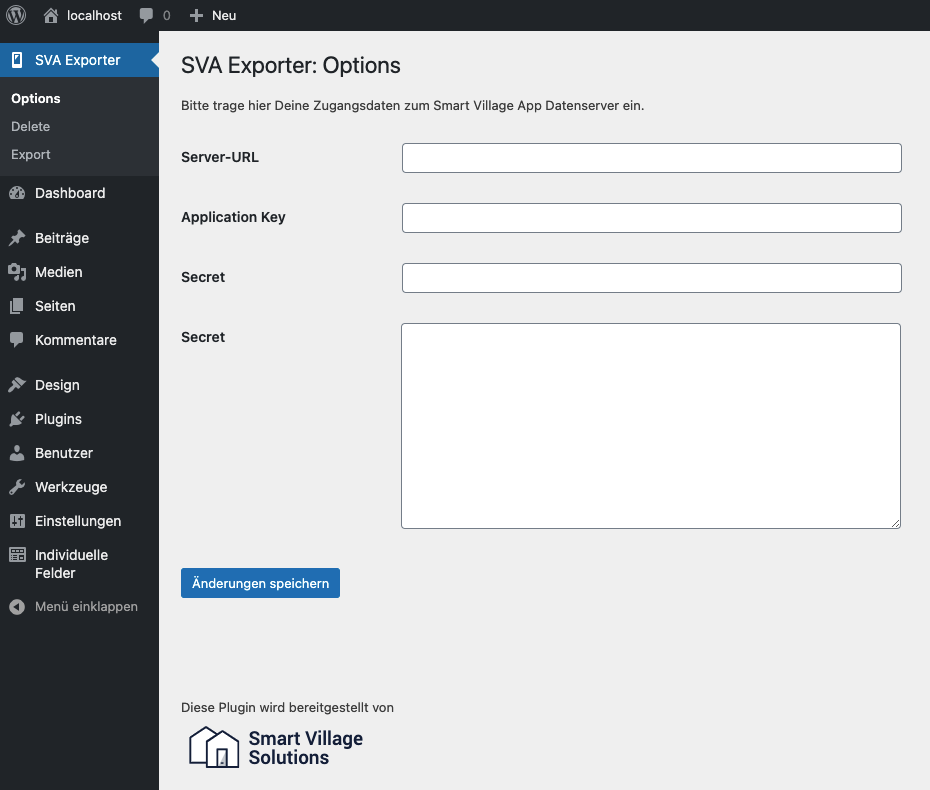 localhost 0 Neu
SVA Exporter
Options
Delete
Export
Dashboard
Beiträge
Medien
Seiten
Kommentare
Design
Plugins
Benutzer
Werkzeuge
Einstellungen
Individuelle
Felder
Menü einklappen
SVA Exporter: Options
Bitte trage hier Deine Zugangsdaten zum Smart Village App Datenserver ein.
Server-URL
Application Key
Secret
Secret
Änderungen speichern
Diese Plugin wird bereitgestellt von
Smart Village
Solutions